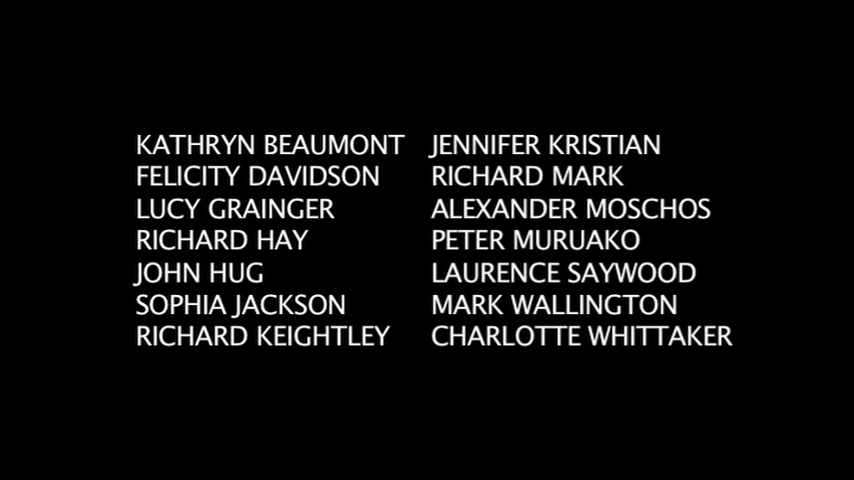 KATHRYN BEAUMONT
FELICITY DAVIDSON
LUCY GRAINGER
RICHARD HAY
JOHN HUG
SOPHIA JACKSON
RICHARD KEIGHTLEY
JENNIFER KRISTIAN
RICHARD MARK
ALEXANDER MOSCHOS
PETER MURUAKO
LAURENCE SAYWOOD
MARK WALLINGTON
CHARLOTTE WHITTAKER